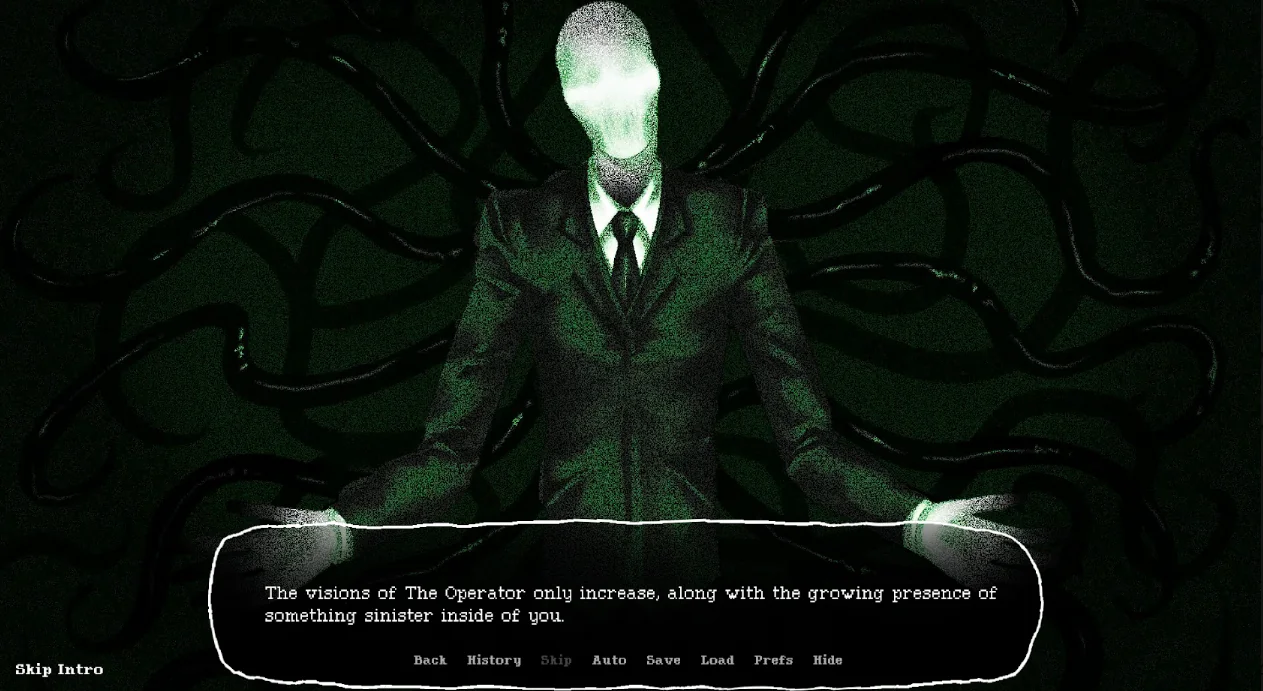 The visions of The Operator only increase, along with the growing presence of
something sinister inside of you.
Back History Skip Auto Save Load Prefs Hide
Skip Intro